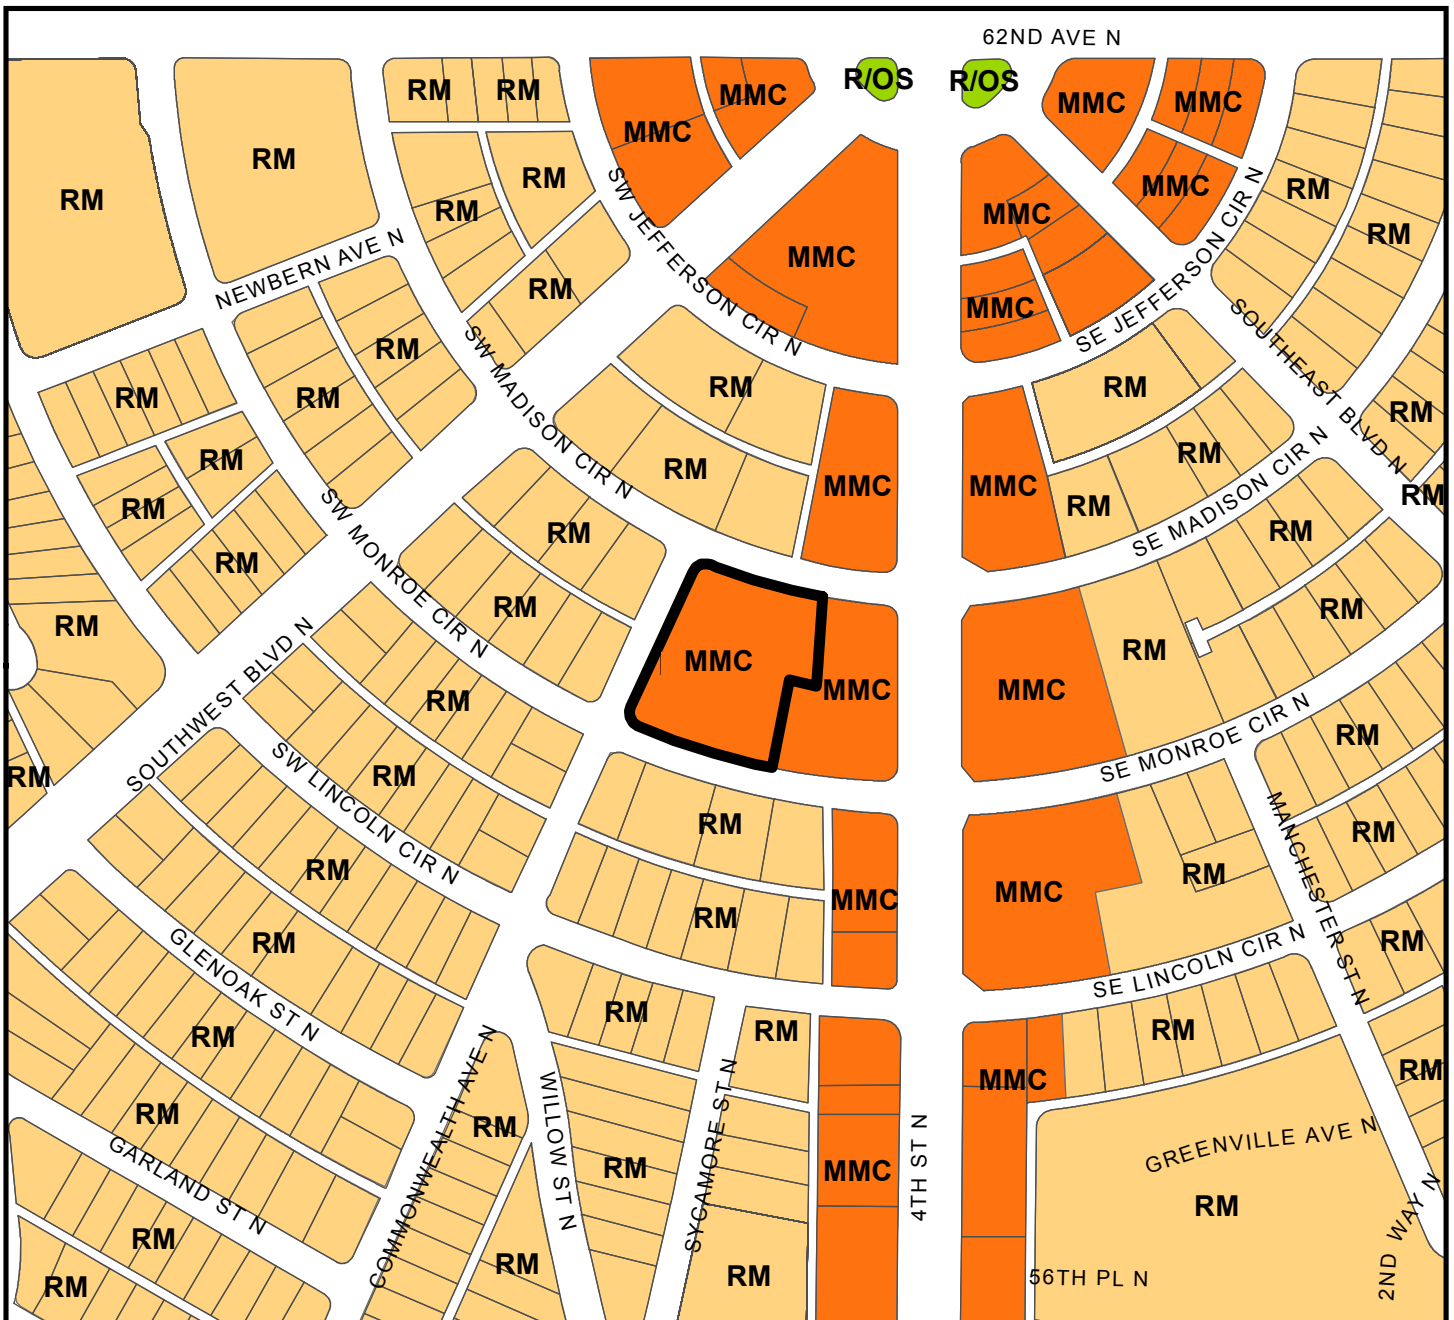 62ND AVE N
R/OS
R/OS
RM
RM
MMC
MMC
MMC
MMC
RM
RM
MMC
RM
MMC
RM
RM
RM
MMC
RM
SW JEFFERSON CIR N
SE JEFFERSON CIR N
RM
NEWBERN AVE N
MMC
RM
MMC
SOUTHEAST BLVD N
RM
SW MADISON CIR N
RM
RM
RM
RM
RM
RM
RM
RM
MMC
MMC
RM
RM
RM
SE MADISON CIR N
RM
RM
RM
SW MONROE CIR N
RM
RM
RM
RM
SOUTHWEST BLVD N
RM
MMC
MMC
MMC
RM
SE MONROE CIR N
RM
RM
RM
SW LINCOLN CIR N
RM
MANCHESTER ST N
RM
RM
MMC
MMC
RM
RM
RM
GLENOAK ST N
SE LINCOLN CIR N
RM
RM
RM
RM
RM
RM
COMMONWEALTH AVE N
WILLOW ST N
SYCAMORE ST N
4TH ST N
MMC
RM
RM
RM
GREENVILLE AVE N
GARLAND ST N
RM
MMC
RM
2ND WAY N
RM
RM
RM
RM
56TH PL N